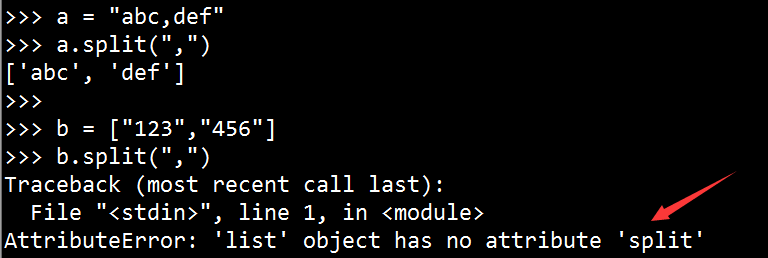 >>> a = "abc,def"
>>> a.split(",")
['abc', 'def']
>>>
>>> b = ["123","456"]
>>> b.split(",")
Traceback (most recent call last):
  File "<stdin>", line 1, in <module>
AttributeError: 'list' object has no attribute 'split'